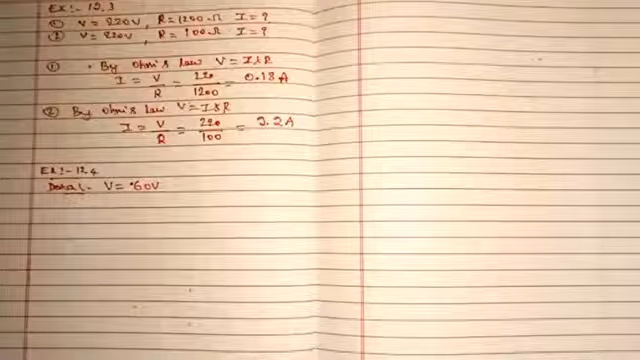 Ex:- 12.3
① V = 220V, R = 1200 Ω I = ?
② V = 220V, R = 100 Ω I = ?
① By Ohm's law V = I x R
I = V/R = 220/1200 = 0.18A
② By Ohm's law V = I x R
I = V/R = 220/100 = 2.2A
Ex:- 12.4
Data:- V = 60V